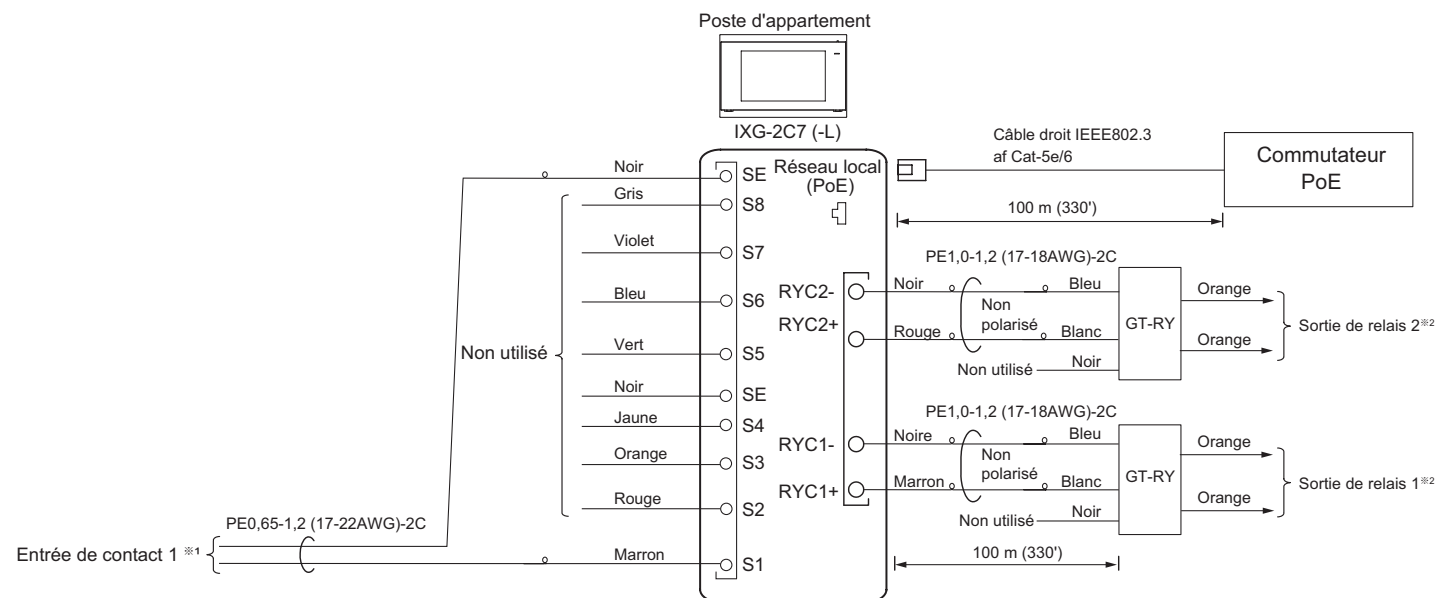 Poste d'appartement
IXG-2C7 (-L)
Noir
SE
Gris
S8
Violet
S7
Bleu
S6
Non utilisé
Vert
S5
Noir
SE
Jaune
S4
Orange
S3
Rouge
S2
PE0,65-1,2 (17-22AWG)-2C
Entrée de contact 1 ※1
Marron
S1
Réseau local
(PoE)
Câble droit IEEE802.3
af Cat-5e/6
Commutateur
PoE
100 m (330')
PE1,0-1,2 (17-18AWG)-2C
RYC2-
Noir
Bleu
Orange
Non
polarisé
RYC2+
Rouge
Blanc
GT-RY
Orange
Sortie de relais 2※2
Non utilisé
Noir
PE1,0-1,2 (17-18AWG)-2C
RYC1-
Noire
Bleu
Orange
Non
polarisé
RYC1+
Marron
Blanc
GT-RY
Orange
Sortie de relais 1※2
Non utilisé
Noir
100 m (330')